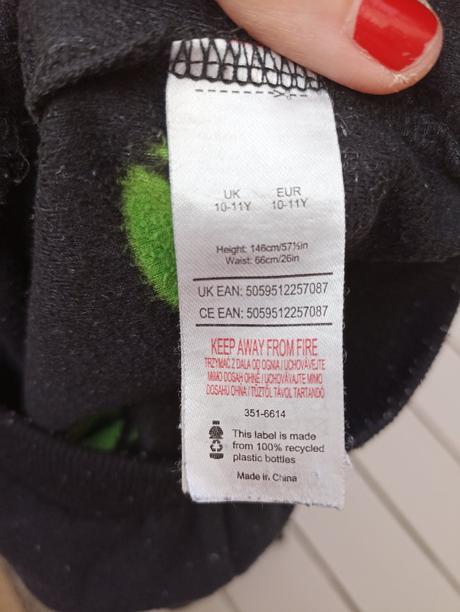 UK EUR
10-11Y 10-11Y
Height: 146cm/57½in
Waist: 66cm/26in
UK EAN: 5059512257087
CE EAN: 5059512257087
KEEP AWAY FROM FIRE
TRZYMAĆ Z DALA OD OGNIA / UCHOVÁVEJTE
MIMO DOSAH OHNĚ / UCHOVÁVAJTE MIMO
DOSAHU OHŇA / TŰZTŐL TÁVOL TARTANDÓ
351-6614
This label is made
from 100% recycled
plastic bottles
Made in China